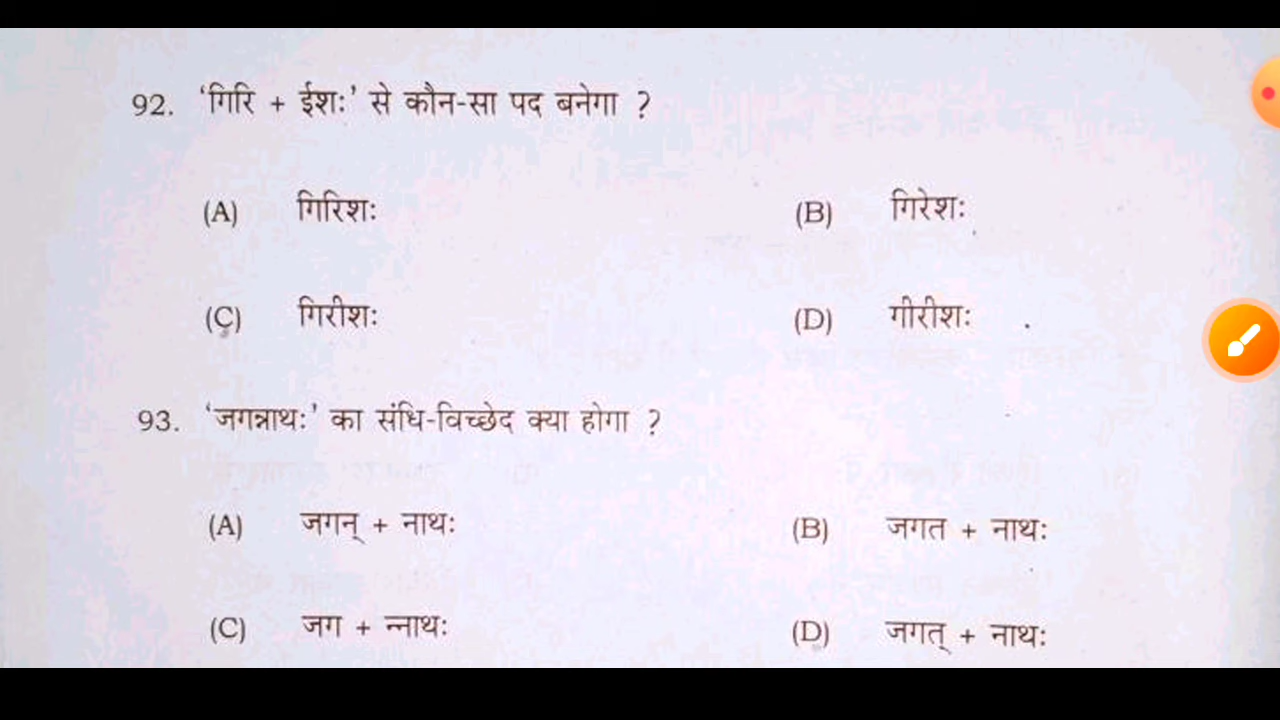 92. ‘गिरि + ईशः’ से कौन-सा पद बनेगा ?
(A) गिरिशः (B) गिरेशः
(C) गिरीशः (D) गीरीशः
93. ‘जगन्नाथः’ का संधि-विच्छेद क्या होगा ?
(A) जगन् + नाथः (B) जगत + नाथः
(C) जग + न्नाथः (D) जगत् + नाथः